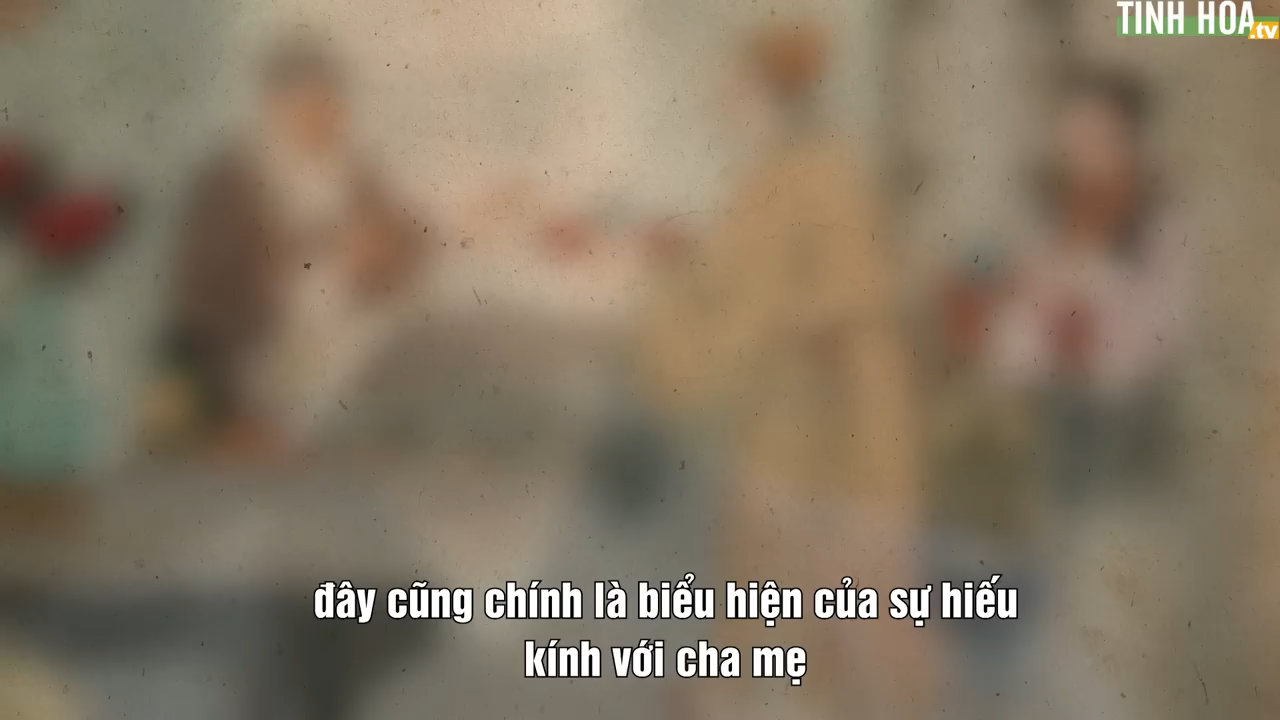 TINH HOA
.tv
đây cũng chính là biểu hiện của sự hiếu
kính với cha mẹ